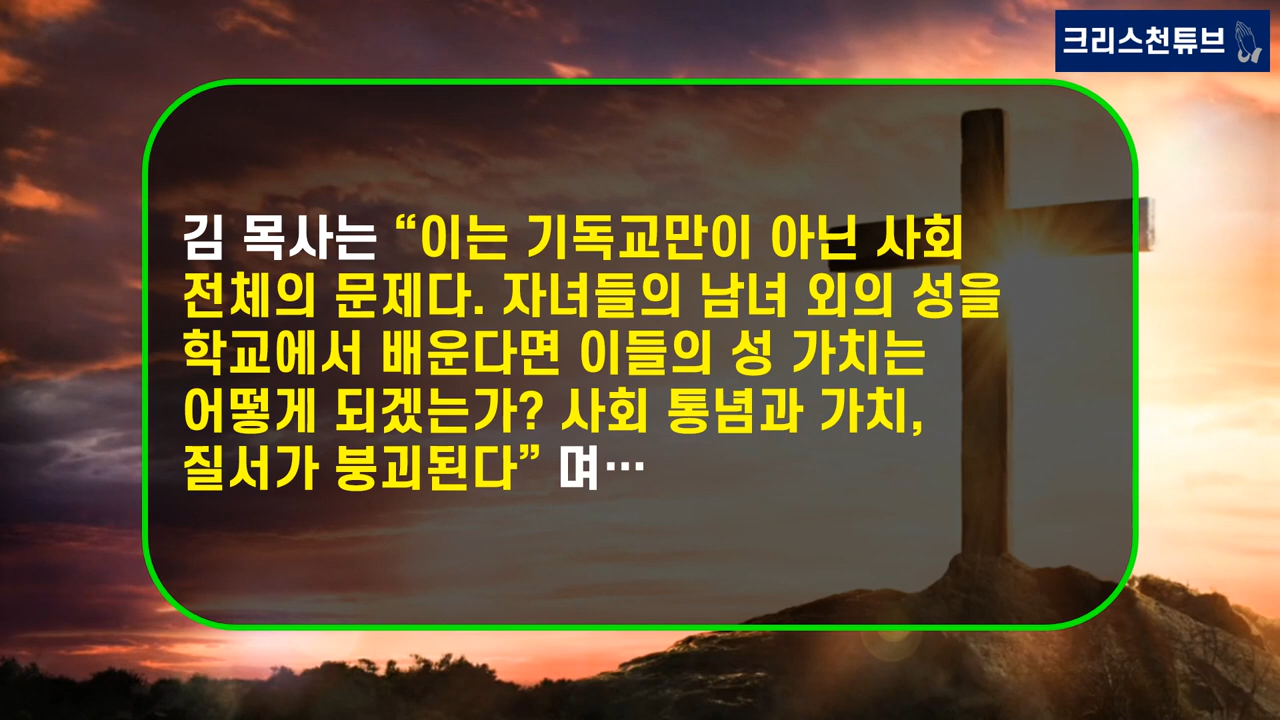 크리스천튜브
김 목사는 “이는 기독교만이 아닌 사회
전체의 문제다. 자녀들의 남녀 외의 성을
학교에서 배운다면 이들의 성 가치는
어떻게 되겠는가? 사회 통념과 가치,
질서가 붕괴된다” 며…